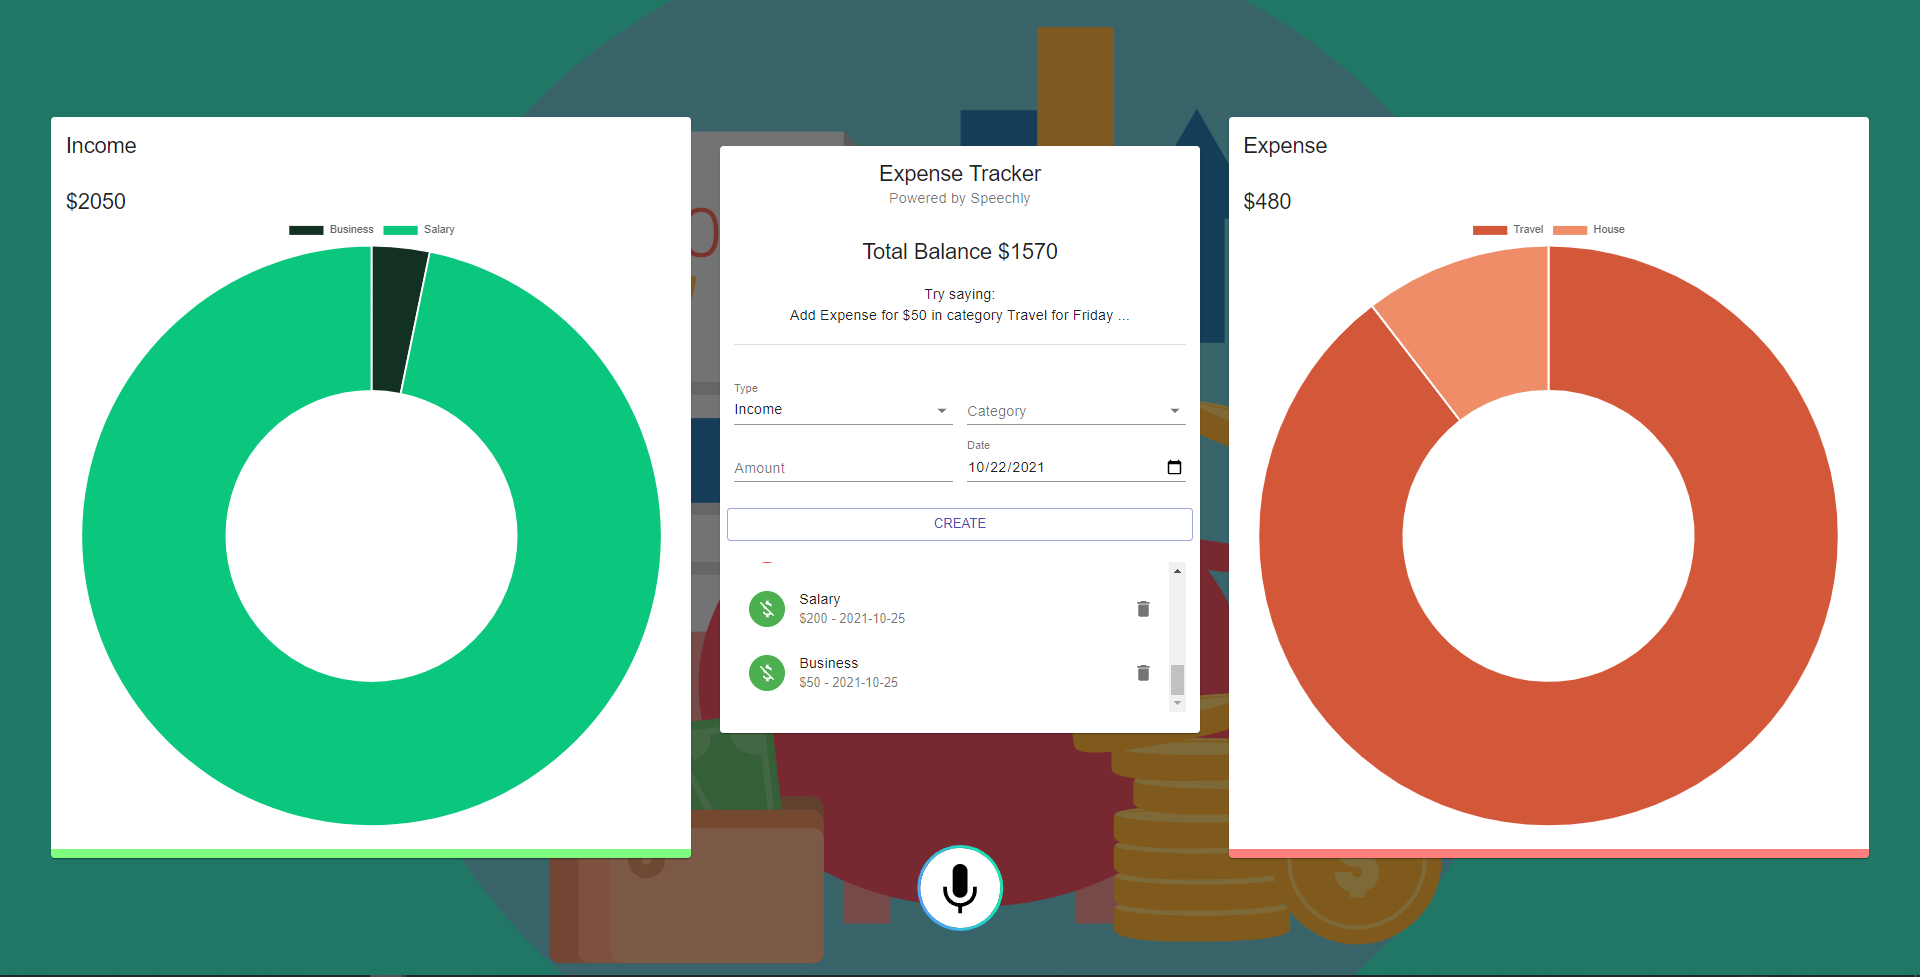 Income
$2050
Business Salary
Expense Tracker
Powered by Speechly
Total Balance $1570
Try saying:
Add Expense for $50 in category Travel for Friday ...
Type
Income
Category
Amount
Date
10/22/2021
CREATE
Salary
$200 - 2021-10-25
Business
$50 - 2021-10-25
Expense
$480
Travel House